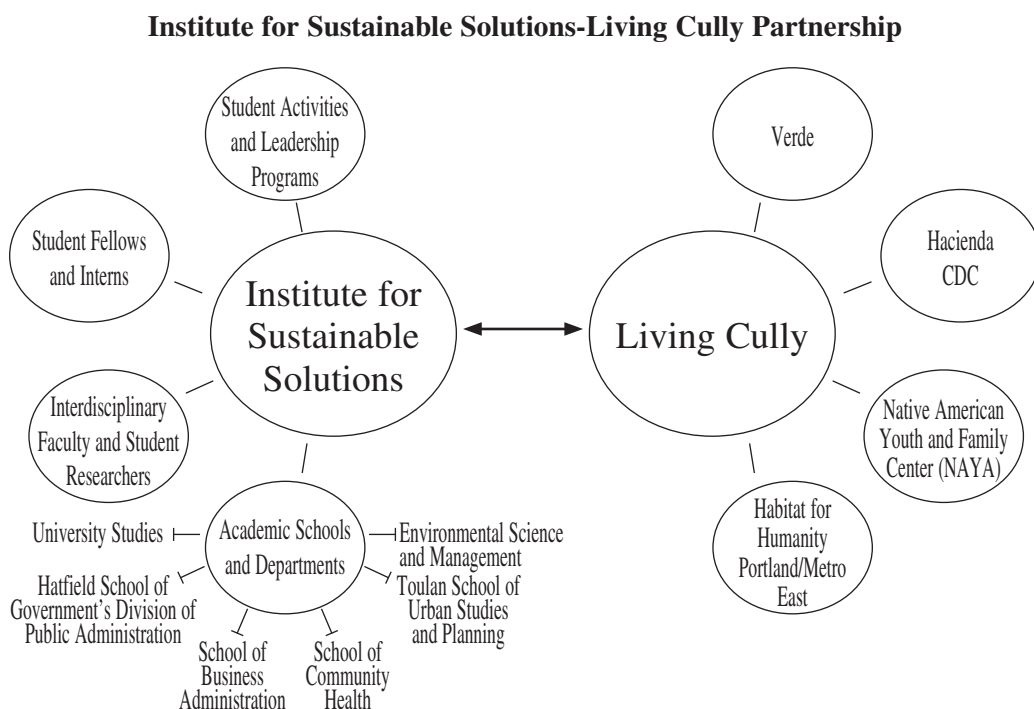 Institute for Sustainable Solutions-Living Cully Partnership
Student Activities
and Leadership
Programs
Student Fellows
and Interns
Institute for
Sustainable
Solutions
Interdisciplinary
Faculty and Student
Researchers
Academic Schools
and Departments
University Studies
Hatfield School of
Government's Division of
Public Administration
School of
Business
Administration
School of
Community
Health
Environmental Science
and Management
Toulan School of
Urban Studies
and Planning
Verde
Hacienda
CDC
Living Cully
Native American
Youth and Family
Center (NAYA)
Habitat for
Humanity
Portland/Metro
East